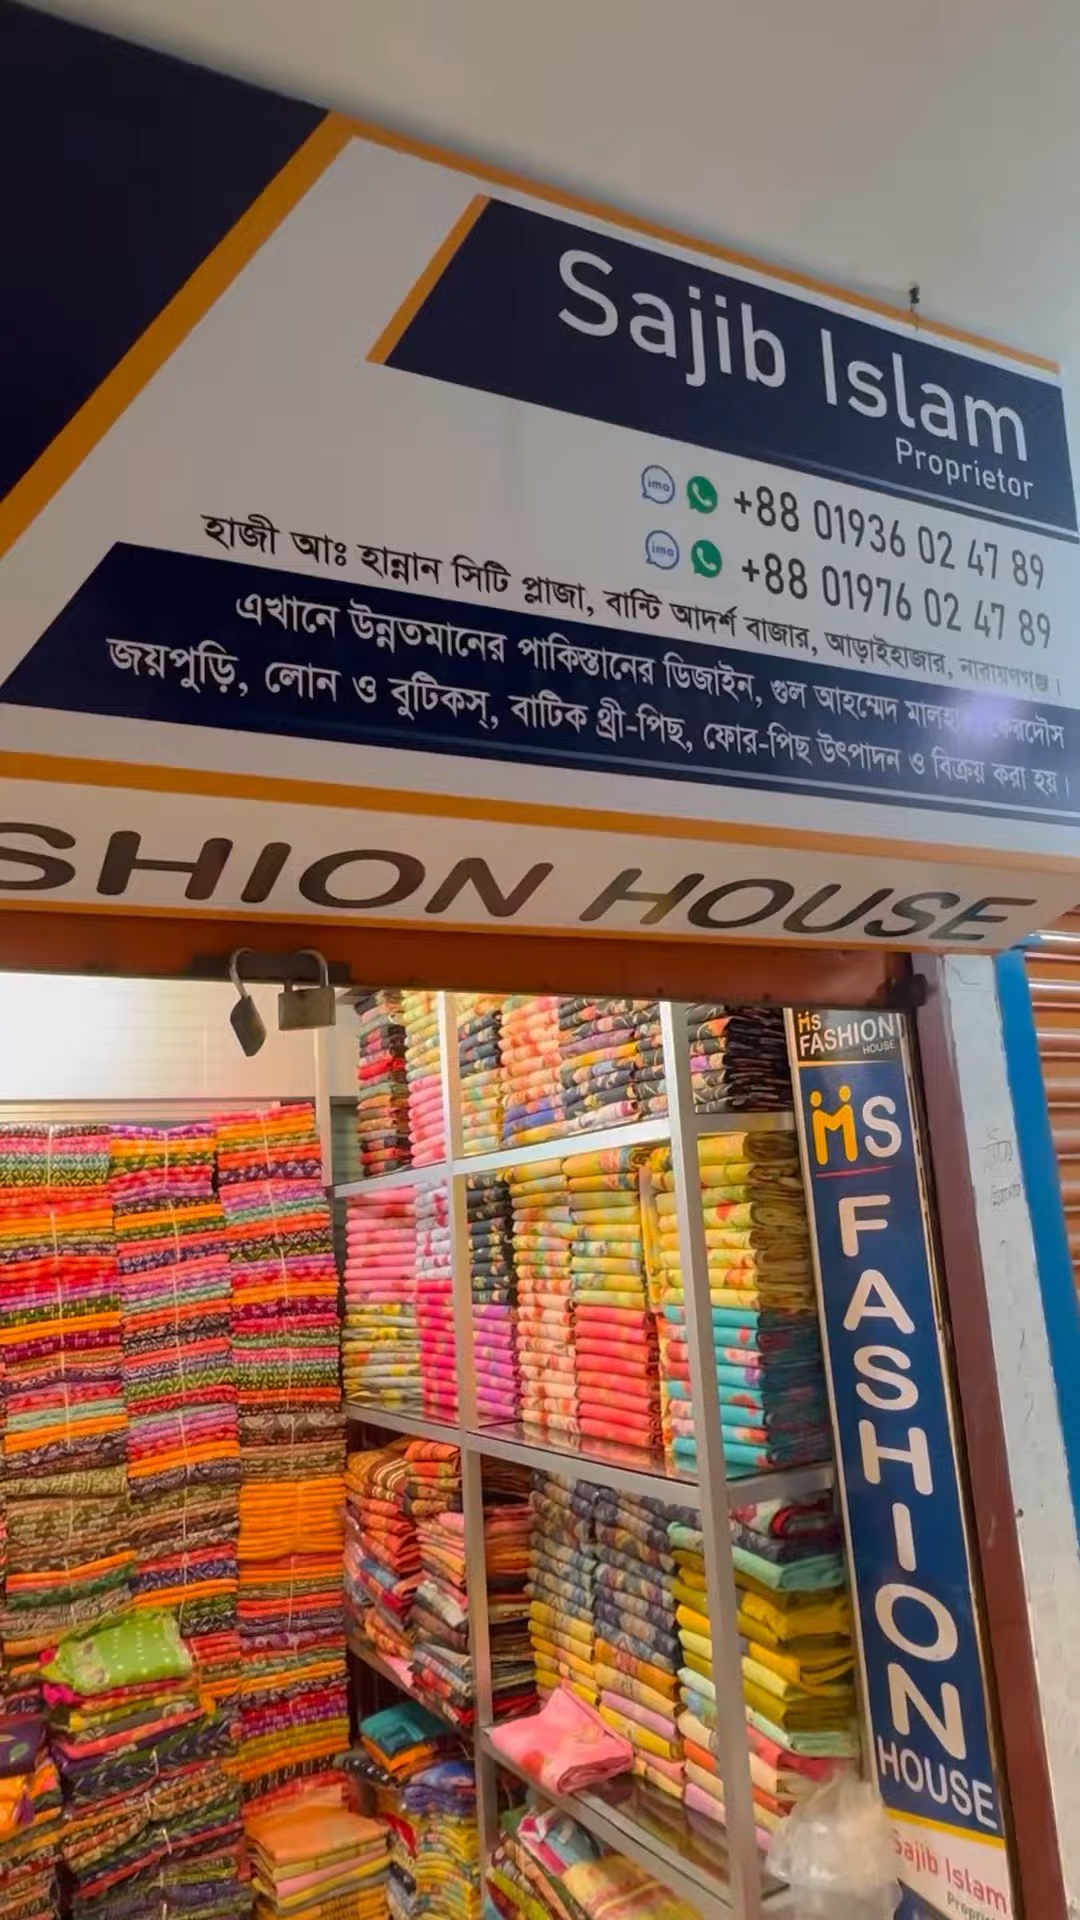 Sajib Islam
Proprietor
imo +88 01936 02 47 89
imo +88 01976 02 47 89
হাজী আঃ হান্নান সিটি প্লাজা, বান্টি আদর্শ বাজার, আড়াইহাজার, নারায়ণগঞ্জ।
এখানে উন্নতমানের পাকিস্তানের ডিজাইন, গুল আহম্মেদ
জয়পুড়ি, লোন ও বুটিকস্, বাটিক থ্রী-পিছ, ফোর-পিছ উৎপাদন ও বিক্রয় করা হয়।
SHION HOUSE
MS
FASHION
HOUSE
MS
FASHION
HOUSE
Sajib Islam